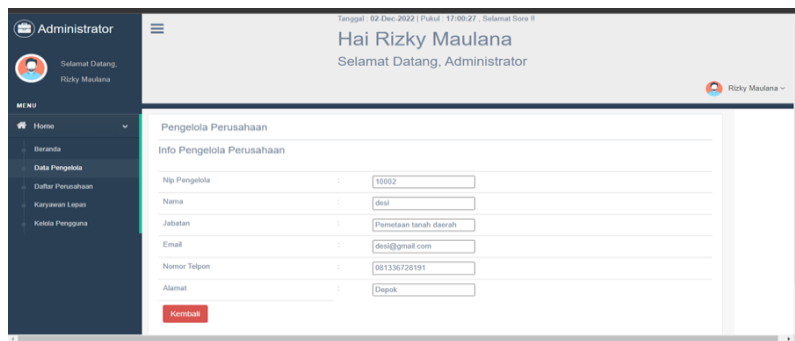 Administrator
Selamat Datang,
Rizky Maulana
MENU
Home
Beranda
Data Pengelola
Daftar Perusahaan
Karyawan Lepas
Kelola Pengguna
Tanggal : 02-Dec-2022 | Pukul : 17:00:27 , Selamat Sore !!
Hai Rizky Maulana
Selamat Datang, Administrator
Rizky Maulana
Pengelola Perusahaan
Info Pengelola Perusahaan
Nip Pengelola : 10002
Nama : desi
Jabatan : Pemetaan tanah daerah
Email : desi@gmail.com
Nomor Telpon : 081336728191
Alamat : Depok
Kembali